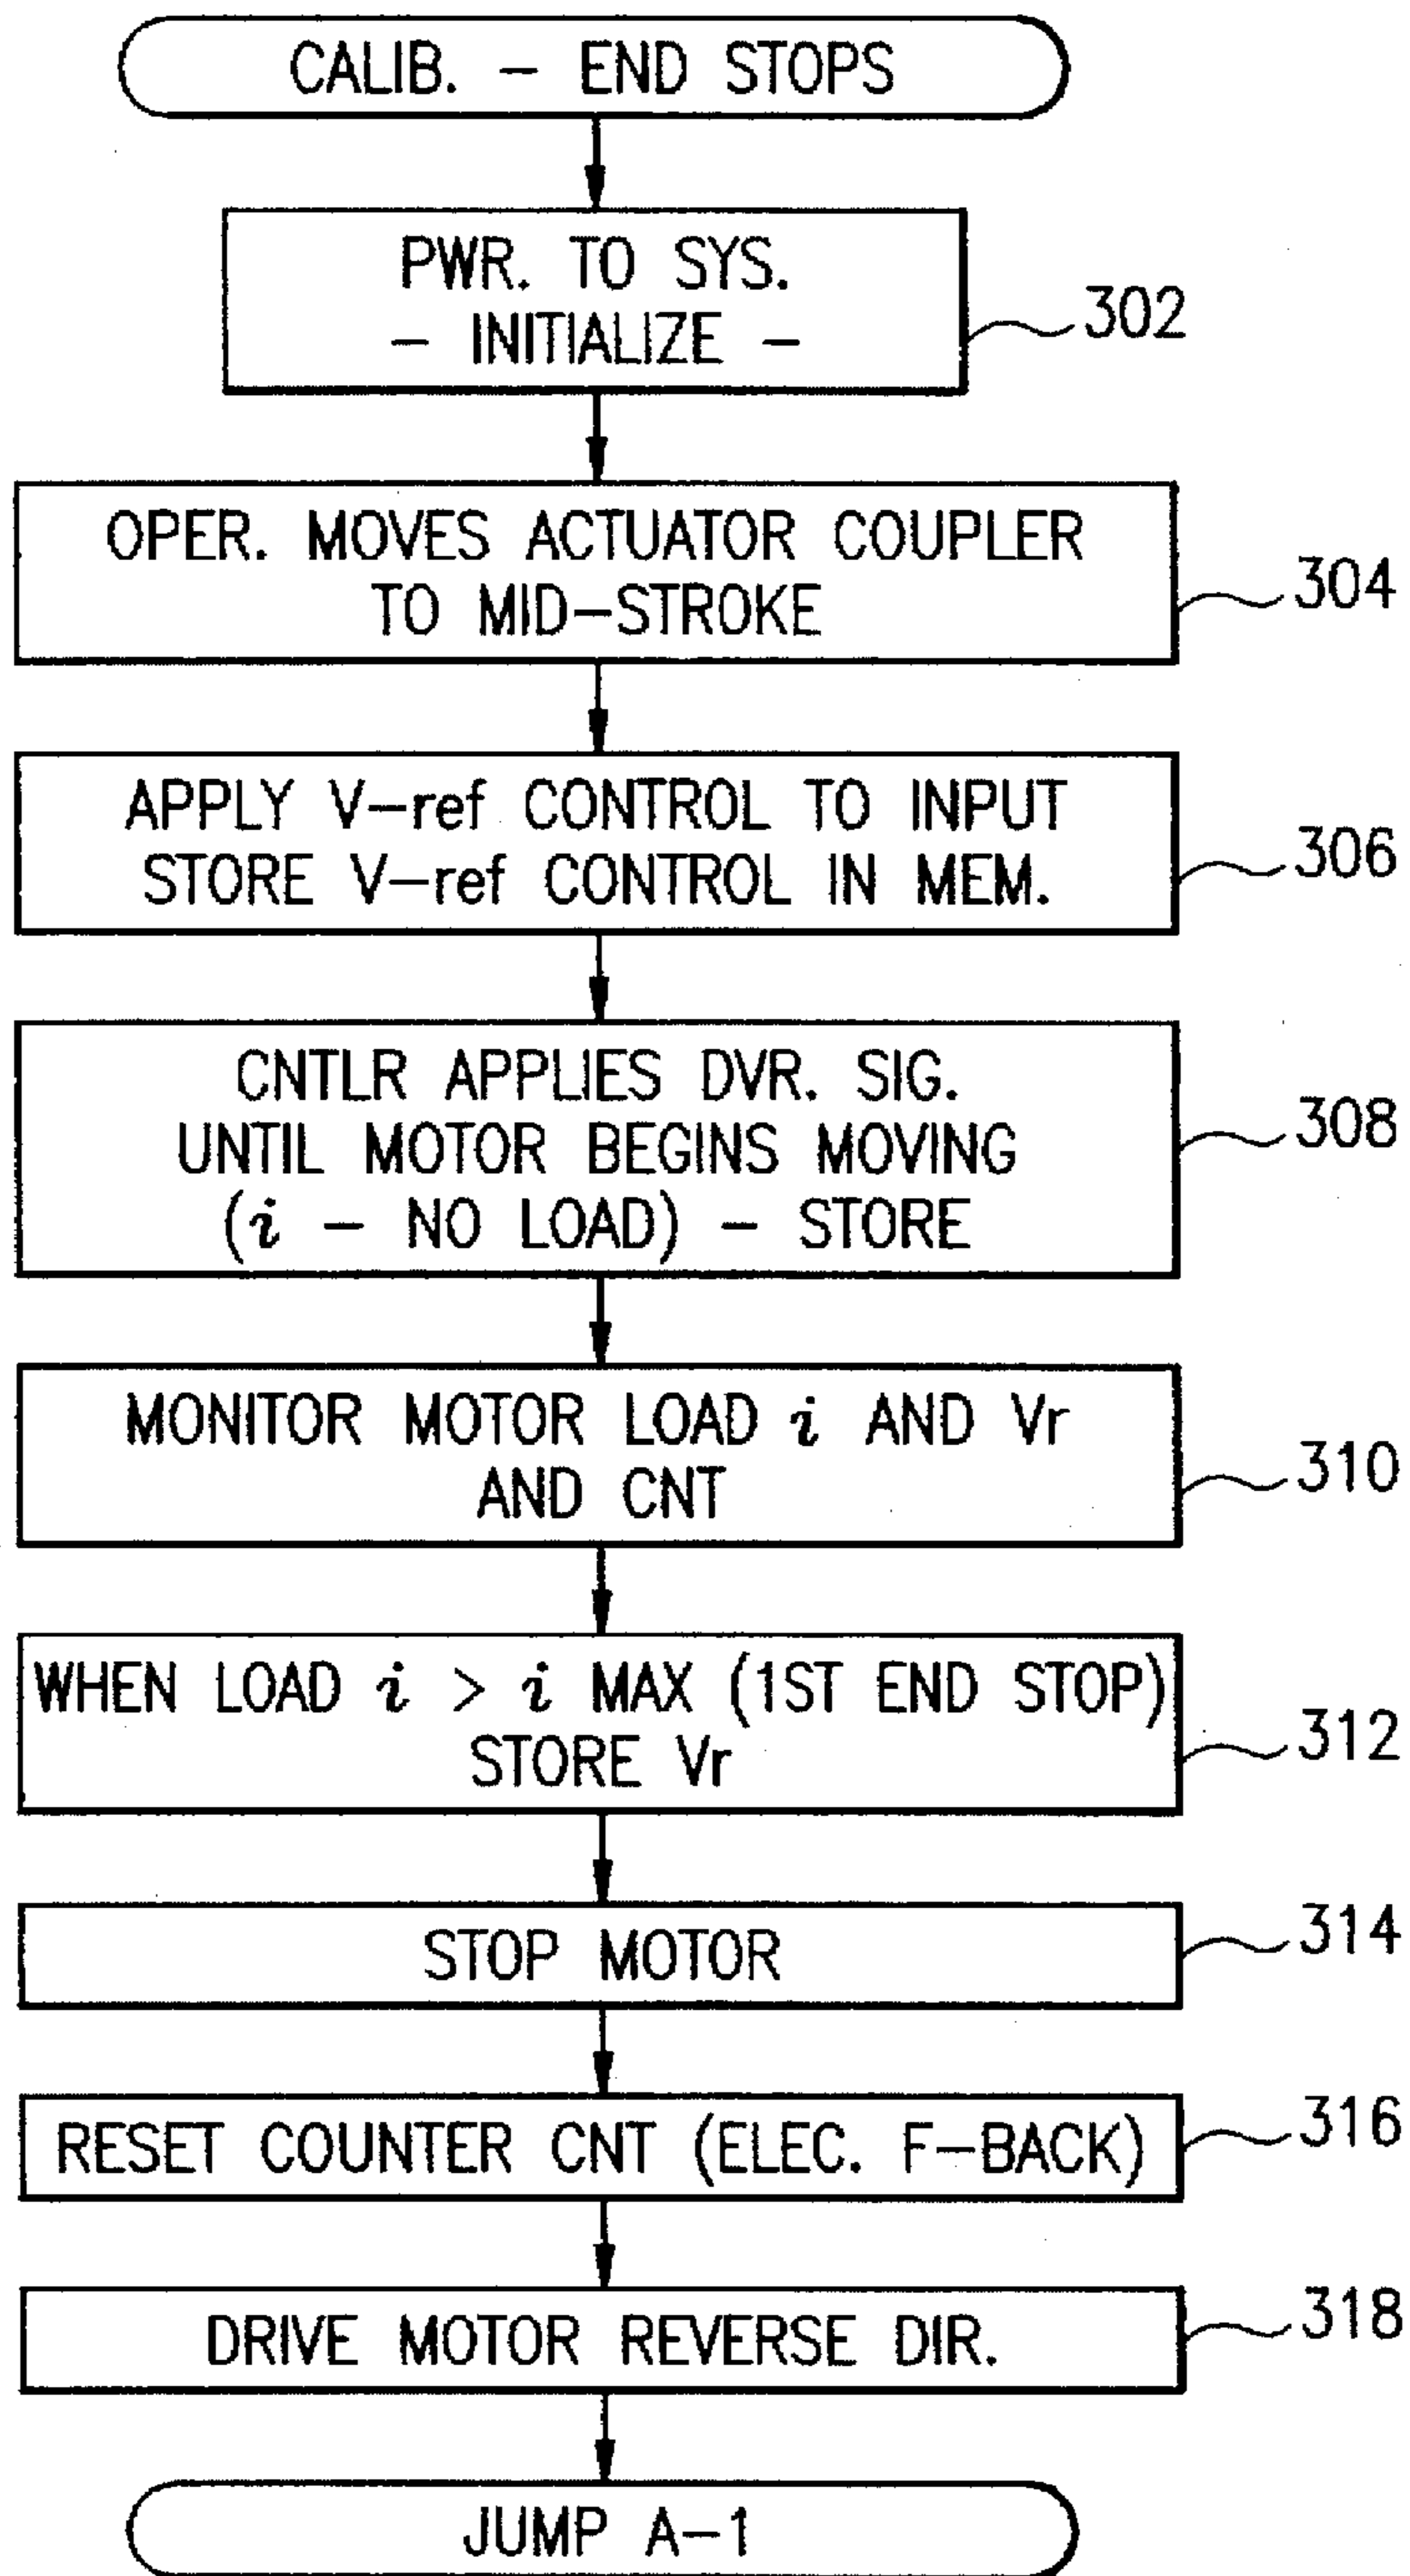 CALIB. – END STOPS
PWR. TO SYS.
– INITIALIZE –
302
OPER. MOVES ACTUATOR COUPLER
TO MID–STROKE
304
APPLY V–ref CONTROL TO INPUT
STORE V–ref CONTROL IN MEM.
306
CNTLR APPLIES DVR. SIG.
UNTIL MOTOR BEGINS MOVING
(i – NO LOAD) – STORE
308
MONITOR MOTOR LOAD i AND Vr
AND CNT
310
WHEN LOAD i > i MAX (1ST END STOP)
STORE Vr
312
STOP MOTOR
314
RESET COUNTER CNT (ELEC. F–BACK)
316
DRIVE MOTOR REVERSE DIR.
318
JUMP A–1